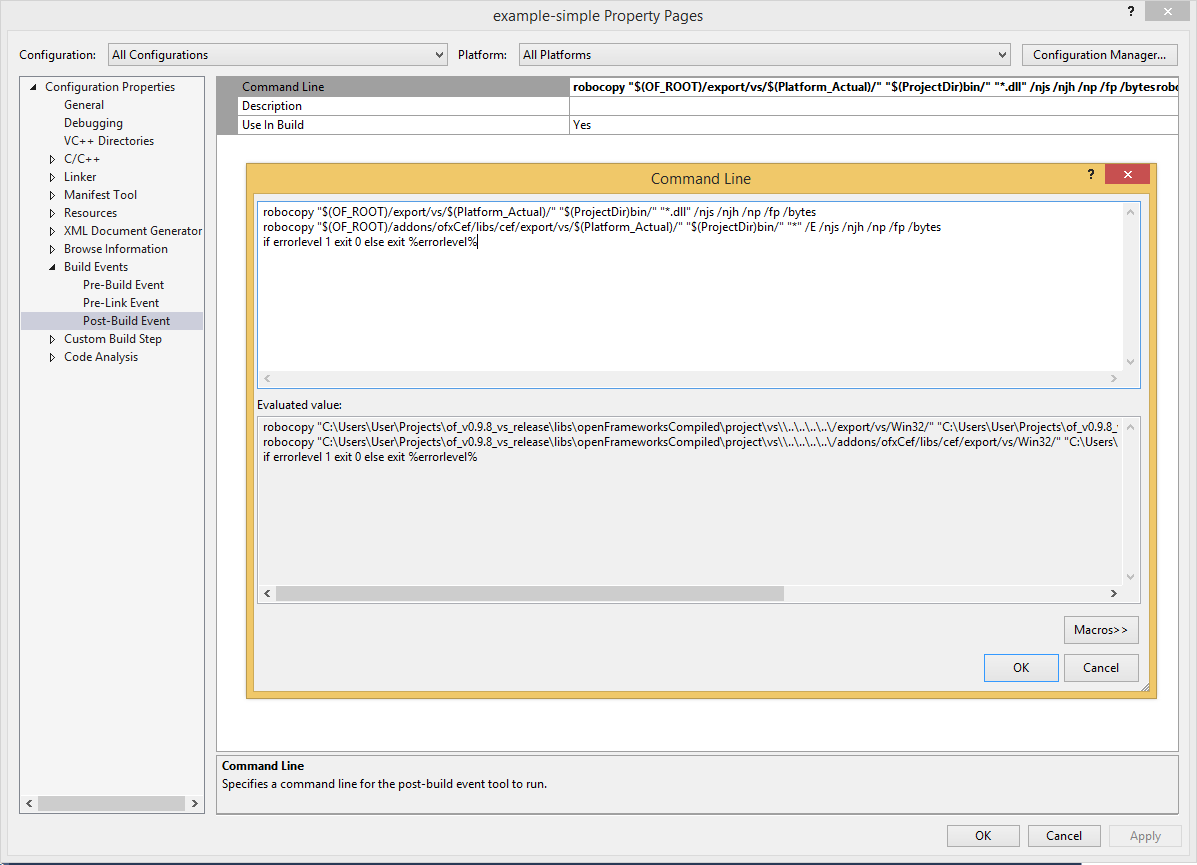 example-simple Property Pages
?
Configuration:
All Configurations
Platform:
All Platforms
Configuration Manager...
Configuration Properties
General
Debugging
VC++ Directories
C/C++
Linker
Manifest Tool
Resources
XML Document Generator
Browse Information
Build Events
Pre-Build Event
Pre-Link Event
Post-Build Event
Custom Build Step
Code Analysis
Command Line
robocopy "$(OF_ROOT)/export/vs/$(Platform_Actual)/" "$(ProjectDir)bin/" "*.dll" /njs /njh /np /fp /bytesrobo
Description
Use In Build
Yes
Command Line
?
robocopy "$(OF_ROOT)/export/vs/$(Platform_Actual)/" "$(ProjectDir)bin/" "*.dll" /njs /njh /np /fp /bytes
robocopy "$(OF_ROOT)/addons/ofxCef/libs/cef/export/vs/$(Platform_Actual)/" "$(ProjectDir)bin/" "*" /E /njs /njh /np /fp /bytes
if errorlevel 1 exit 0 else exit %errorlevel%
Evaluated value:
robocopy "C:\Users\User\Projects\of_v0.9.8_vs_release\libs\openFrameworksCompiled\project\vs\\..\..\..\..\/export/vs/Win32/" "C:\Users\User\Projects\of_v0.9.8_
robocopy "C:\Users\User\Projects\of_v0.9.8_vs_release\libs\openFrameworksCompiled\project\vs\\..\..\..\..\/addons/ofxCef/libs/cef/export/vs/Win32/" "C:\Users\
if errorlevel 1 exit 0 else exit %errorlevel%
Macros>>
OK
Cancel
Command Line
Specifies a command line for the post-build event tool to run.
OK
Cancel
Apply